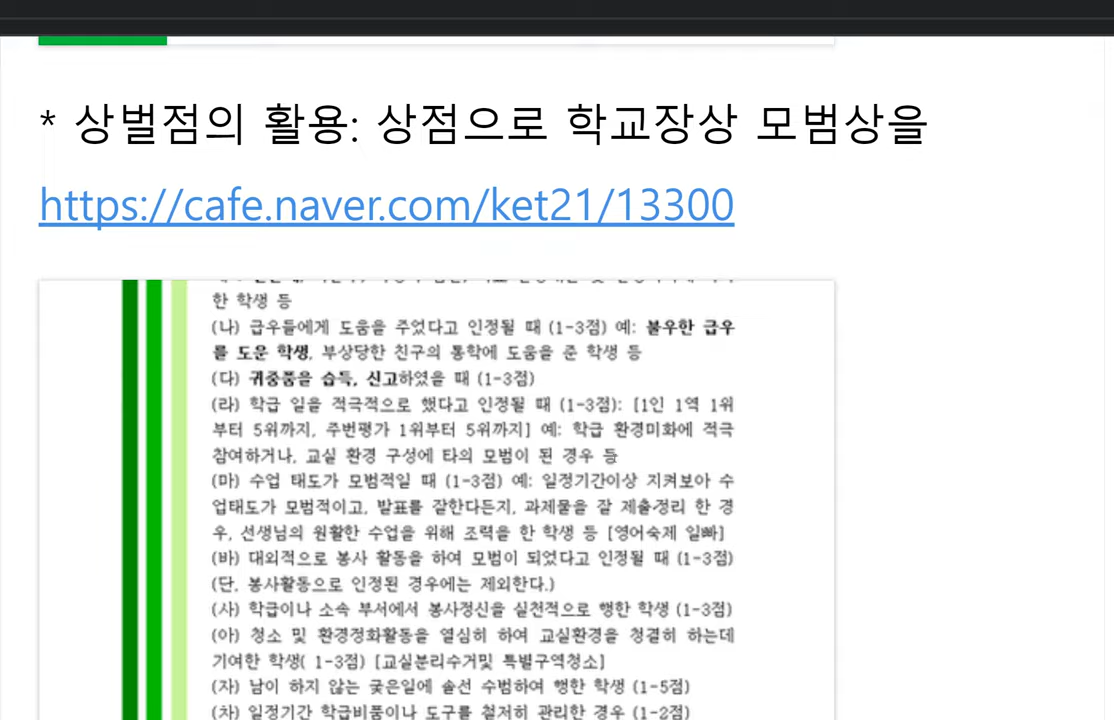 * 상벌점의 활용: 상점으로 학교장상 모범상을
https://cafe.naver.com/ket21/13300
한 학생 등
(나) 급우들에게 도움을 주었다고 인정될 때 (1-3점) 예: 불우한 급우
를 도운 학생, 부상당한 친구의 통학에 도움을 준 학생 등
(다) 귀중품을 습득, 신고하였을 때 (1-3점)
(라) 학급 일을 적극적으로 했다고 인정될 때 (1-3점): [1인 1역 1위
부터 5위까지, 주번평가 1위부터 5위까지] 예: 학급 환경미화에 적극
참여하거나, 교실 환경 구성에 타의 모범이 된 경우 등
(마) 수업 태도가 모범적일 때 (1-3점) 예: 일정기간이상 지켜보아 수
업태도가 모범적이고, 발표를 잘한다든지, 과제물을 잘 제출·정리 한 경
우, 선생님의 원활한 수업을 위해 조력을 한 학생 등 [영어숙제 일빠]
(바) 대외적으로 봉사 활동을 하여 모범이 되었다고 인정될 때 (1-3점)
(단, 봉사활동으로 인정된 경우에는 제외한다.)
(사) 학급이나 소속 부서에서 봉사정신을 실천적으로 행한 학생 (1-3점)
(아) 청소 및 환경정화활동을 열심히 하여 교실환경을 청결히 하는데
기여한 학생( 1-3점) [교실분리수거및 특별구역청소]
(자) 남이 하지 않는 궂은일에 솔선 수범하여 행한 학생 (1-5점)
(차) 일정기간 학급비품이나 도구를 철저히 관리한 경우 (1-2점)